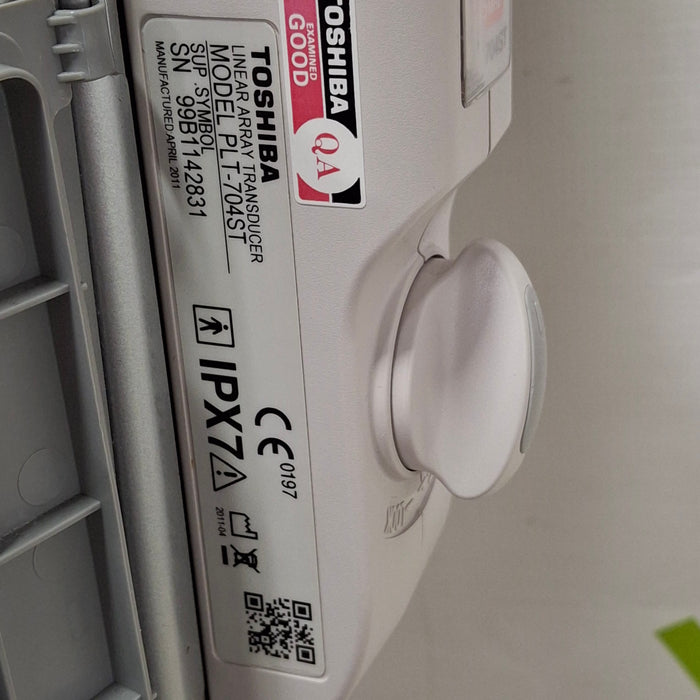 TOSHIBA
LINEAR ARRAY TRANSDUCER
MODEL PLT-704ST
SUP. SYMBOL
SN 99B1142831
MANUFACTURED APRIL 2011
IPX7
CE 0197
2011-04
TOSHIBA
EXAMINED
GOOD
QA